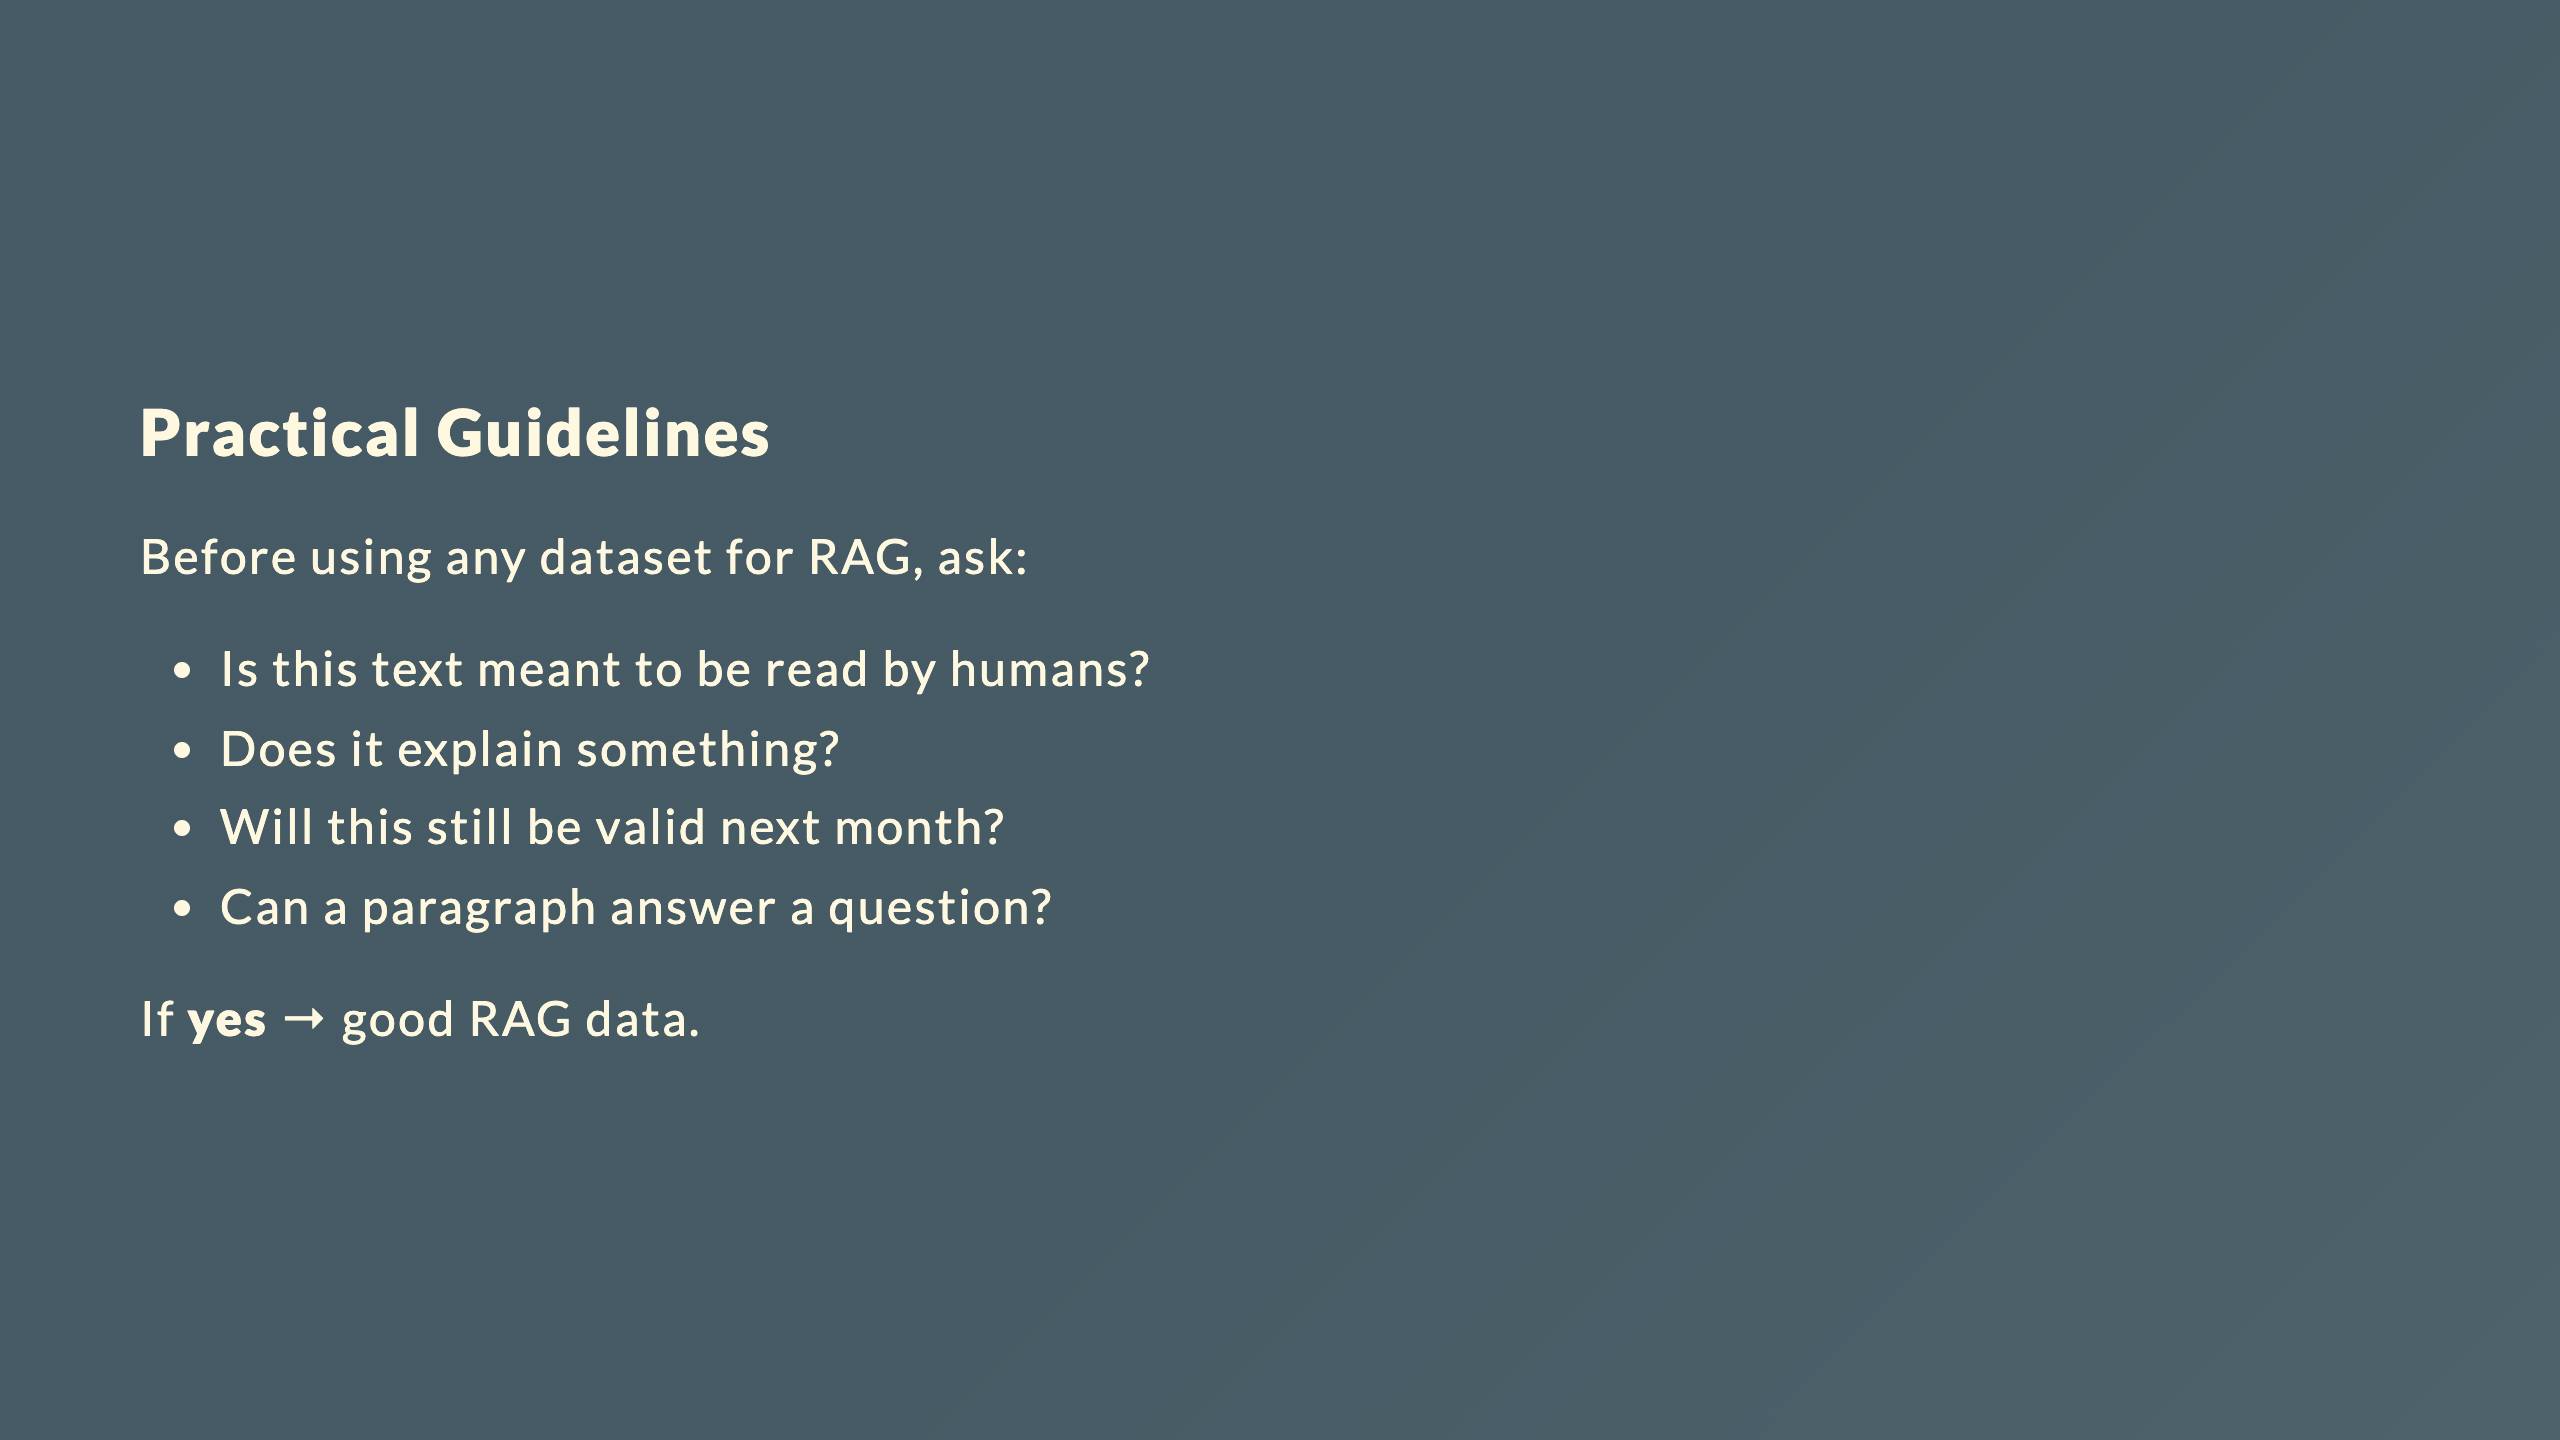 Practical Guidelines
Before using any dataset for RAG, ask:
• Is this text meant to be read by humans?
• Does it explain something?
• Will this still be valid next month?
• Can a paragraph answer a question?
If yes → good RAG data.